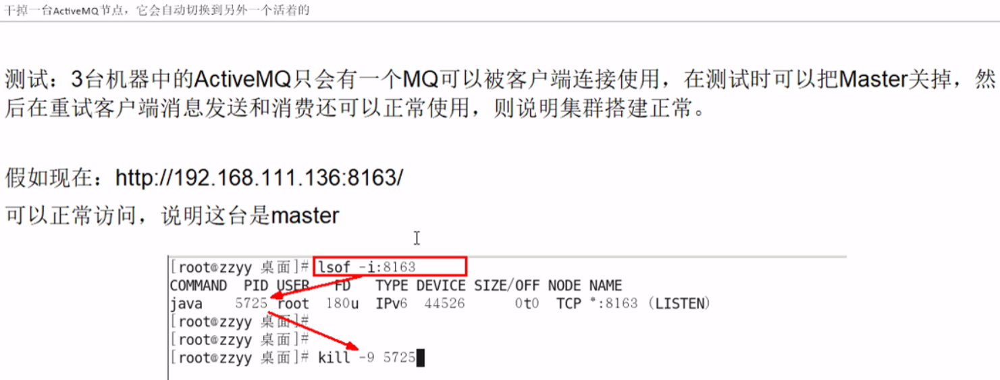 干掉一台ActiveMQ节点，它会自动切换到另外一个活着的
测试：3台机器中的ActiveMQ只会有一个MQ可以被客户端连接使用，在测试时可以把Master关掉，然
后在重试客户端消息发送和消费还可以正常使用，则说明集群搭建正常。
假如现在：http://192.168.111.136:8163/
可以正常访问，说明这台是master
[root@zzyy 桌面]# lsof -i:8163
COMMAND PID USER FD TYPE DEVICE SIZE/OFF NODE NAME
java 5725 root 180u IPv6 44526 0t0 TCP *:8163 (LISTEN)
[root@zzyy 桌面]#
[root@zzyy 桌面]#
[root@zzyy 桌面]# kill -9 5725